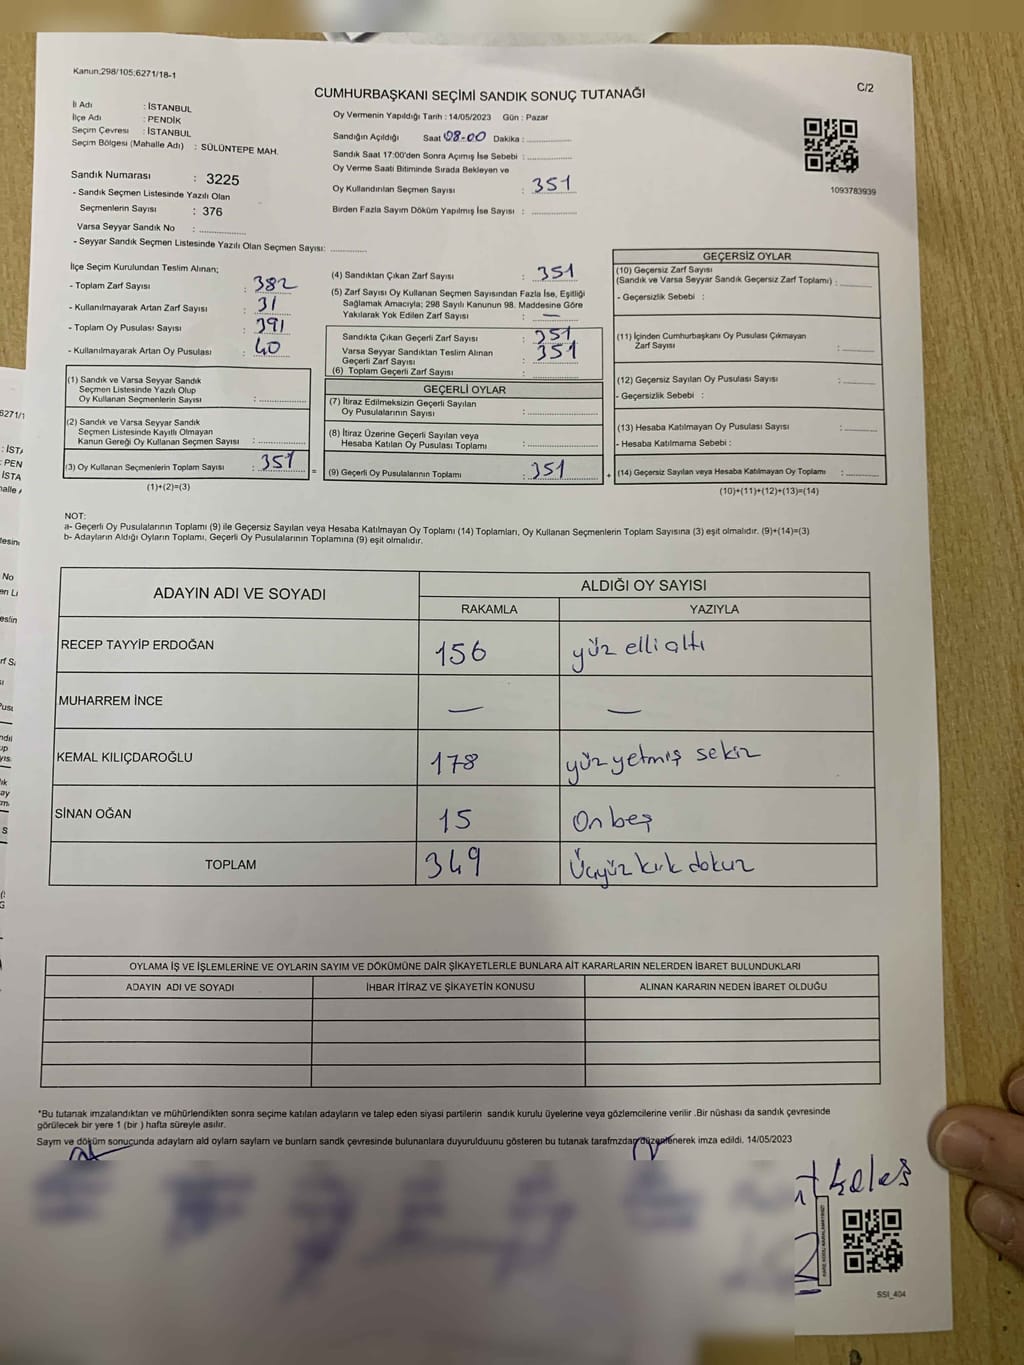 Kanun;298/105;6271/18-1
C/2
CUMHURBAŞKANI SEÇİMİ SANDIK SONUÇ TUTANAĞI
İl Adı : İSTANBUL
İlçe Adı : PENDİK
Seçim Çevresi : İSTANBUL
Seçim Bölgesi (Mahalle Adı) : SÜLÜNTEPE MAH.
Sandık Numarası : 3225
- Sandık Seçmen Listesinde Yazılı Olan
Seçmenlerin Sayısı : 376
Varsa Seyyar Sandık No :
- Seyyar Sandık Seçmen Listesinde Yazılı Olan Seçmen Sayısı:
Oy Vermenin Yapıldığı Tarih : 14/05/2023 Gün : Pazar
Sandığın Açıldığı Saat 08-00 Dakika :
Sandık Saat 17:00'den Sonra Açımış İse Sebebi :
Oy Verme Saati Bitiminde Sırada Bekleyen ve
Oy Kullandırılan Seçmen Sayısı : 351
Birden Fazla Sayım Döküm Yapılmış İse Sayısı :
1093783939
İlçe Seçim Kurulundan Teslim Alınan;
- Toplam Zarf Sayısı : 382
- Kullanılmayarak Artan Zarf Sayısı : 31
- Toplam Oy Pusulası Sayısı : 391
- Kullanılmayarak Artan Oy Pusulası : 40
(1) Sandık ve Varsa Seyyar Sandık
Seçmen Listesinde Yazılı Olup
Oy Kullanan Seçmenlerin Sayısı :
(2) Sandık ve Varsa Seyyar Sandık
Seçmen Listesinde Kayıtlı Olmayan
Kanun Gereği Oy Kullanan Seçmen Sayısı :
(3) Oy Kullanan Seçmenlerin Toplam Sayısı : 351 =
(1)+(2)=(3)
(4) Sandıktan Çıkan Zarf Sayısı : 351
(5) Zarf Sayısı Oy Kullanan Seçmen Sayısından Fazla İse, Eşitliği
Sağlamak Amacıyla; 298 Sayılı Kanunun 98. Maddesine Göre
Yakılarak Yok Edilen Zarf Sayısı : —
Sandıkta Çıkan Geçerli Zarf Sayısı : 351
Varsa Seyyar Sandıktan Teslim Alınan : 351
Geçerli Zarf Sayısı
(6) Toplam Geçerli Zarf Sayısı :
GEÇERLİ OYLAR
(7) İtiraz Edilmeksizin Geçerli Sayılan
Oy Pusulalarının Sayısı :
(8) İtiraz Üzerine Geçerli Sayılan veya
Hesaba Katılan Oy Pusulası Toplamı :
(9) Geçerli Oy Pusulalarının Toplamı : 351 +
GEÇERSİZ OYLAR
(10) Geçersiz Zarf Sayısı
(Sandık ve Varsa Seyyar Sandık Geçersiz Zarf Toplamı) :
- Geçersizlik Sebebi :
(11) İçinden Cumhurbaşkanı Oy Pusulası Çıkmayan
Zarf Sayısı :
(12) Geçersiz Sayılan Oy Pusulası Sayısı :
- Geçersizlik Sebebi :
(13) Hesaba Katılmayan Oy Pusulası Sayısı :
- Hesaba Katılmama Sebebi :
(14) Geçersiz Sayılan veya Hesaba Katılmayan Oy Toplamı :
(10)+(11)+(12)+(13)=(14)
NOT:
a- Geçerli Oy Pusulalarının Toplamı (9) ile Geçersiz Sayılan veya Hesaba Katılmayan Oy Toplamı (14) Toplamları, Oy Kullanan Seçmenlerin Toplam Sayısına (3) eşit olmalıdır. (9)+(14)=(3)
b- Adayların Aldığı Oyların Toplamı, Geçerli Oy Pusulalarının Toplamına (9) eşit olmalıdır.
ADAYIN ADI VE SOYADI
ALDIĞI OY SAYISI
RAKAMLA YAZIYLA
RECEP TAYYİP ERDOĞAN 156 yüz elli altı
MUHARREM İNCE — —
KEMAL KILIÇDAROĞLU 178 yüz yetmiş sekiz
SİNAN OĞAN 15 On beş
TOPLAM 349 Üçyüz kırk dokuz
OYLAMA İŞ VE İŞLEMLERİNE VE OYLARIN SAYIM VE DÖKÜMÜNE DAİR ŞİKAYETLERLE BUNLARA AİT KARARLARIN NELERDEN İBARET BULUNDUKLARI
ADAYIN ADI VE SOYADI İHBAR İTİRAZ VE ŞİKAYETİN KONUSU ALINAN KARARIN NEDEN İBARET OLDUĞU
*Bu tutanak imzalandıktan ve mühürlendikten sonra seçime katılan adayların ve talep eden siyasi partilerin sandık kurulu üyelerine veya gözlemcilerine verilir .Bir nüshası da sandık çevresinde
görülecek bir yere 1 (bir ) hafta süreyle asılır.
Saym ve döküm sonucunda adaylarn ald oylarn saylarn ve bunlarn sandk çevresinde bulunanlara duyurulduunu gösteren bu tutanak tarafmzdan düzenlenerek imza edildi. 14/05/2023
keleş
SSI_404